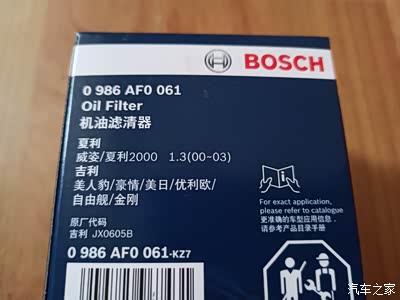 BOSCH
0 986 AF0 061
Oil Filter
机油滤清器
夏利
威姿/夏利2000 1.3(00~03)
吉利
美人豹/豪情/美日/优利欧/
自由舰/金刚
原厂代码
吉利 JX0605B
0 986 AF0 061-KZ7
For exact application,
please refer to catalogue
更准确的车型应用信息,
请参考产品目录手册
汽车之家